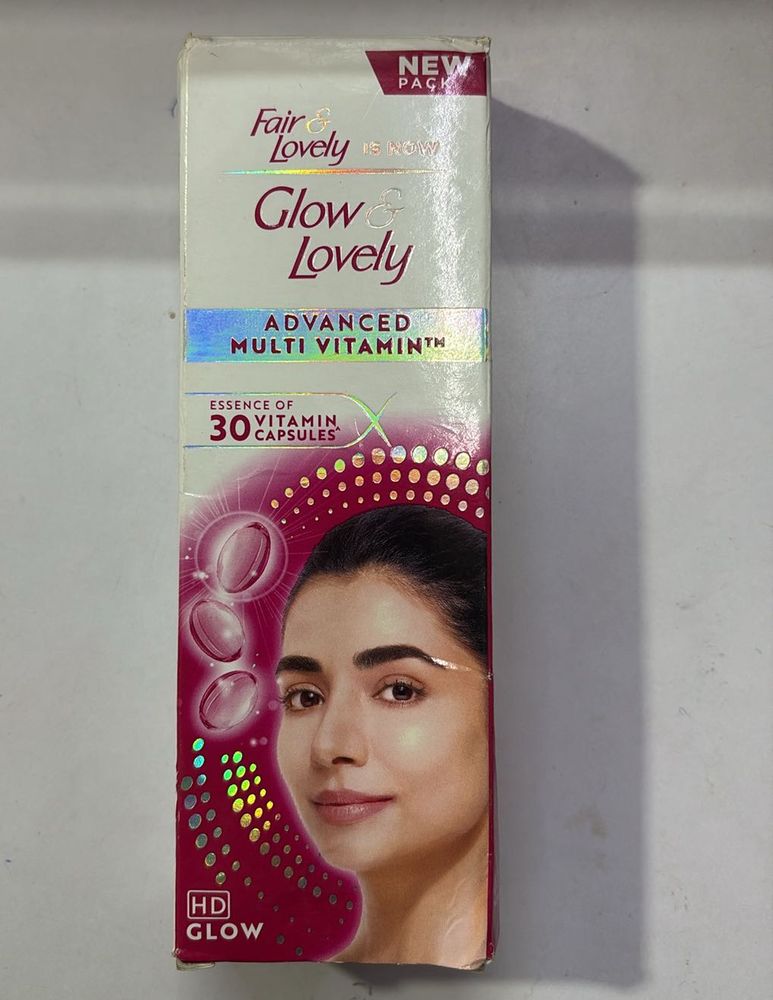 NEW
PACK
Fair &
Lovely IS NOW
Glow &
Lovely
ADVANCED
MULTI VITAMIN™
ESSENCE OF
30 VITAMIN
CAPSULES^
HD
GLOW